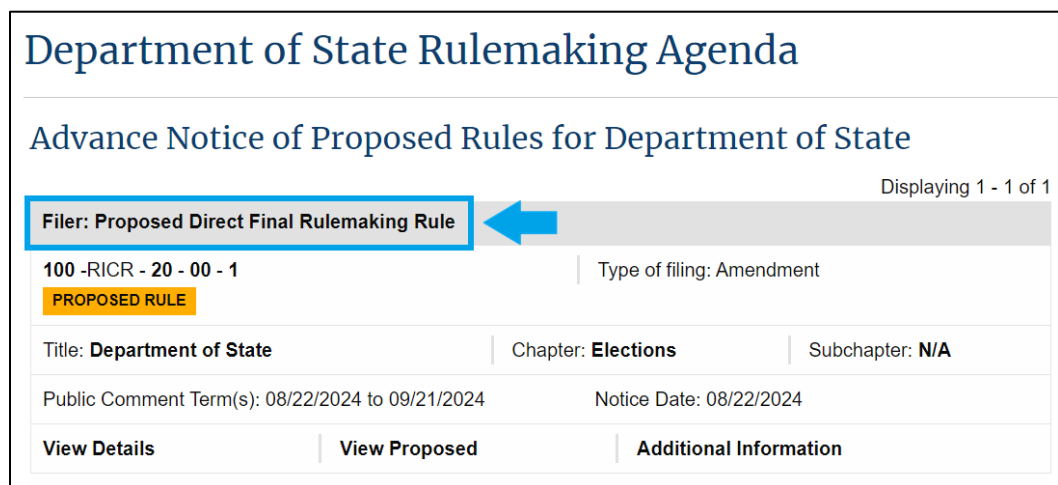 Department of State Rulemaking Agenda
Advance Notice of Proposed Rules for Department of State
Displaying 1 - 1 of 1
Filer: Proposed Direct Final Rulemaking Rule
100 -RICR - 20 - 00 - 1 Type of filing: Amendment
PROPOSED RULE
Title: Department of State Chapter: Elections Subchapter: N/A
Public Comment Term(s): 08/22/2024 to 09/21/2024 Notice Date: 08/22/2024
View Details View Proposed Additional Information